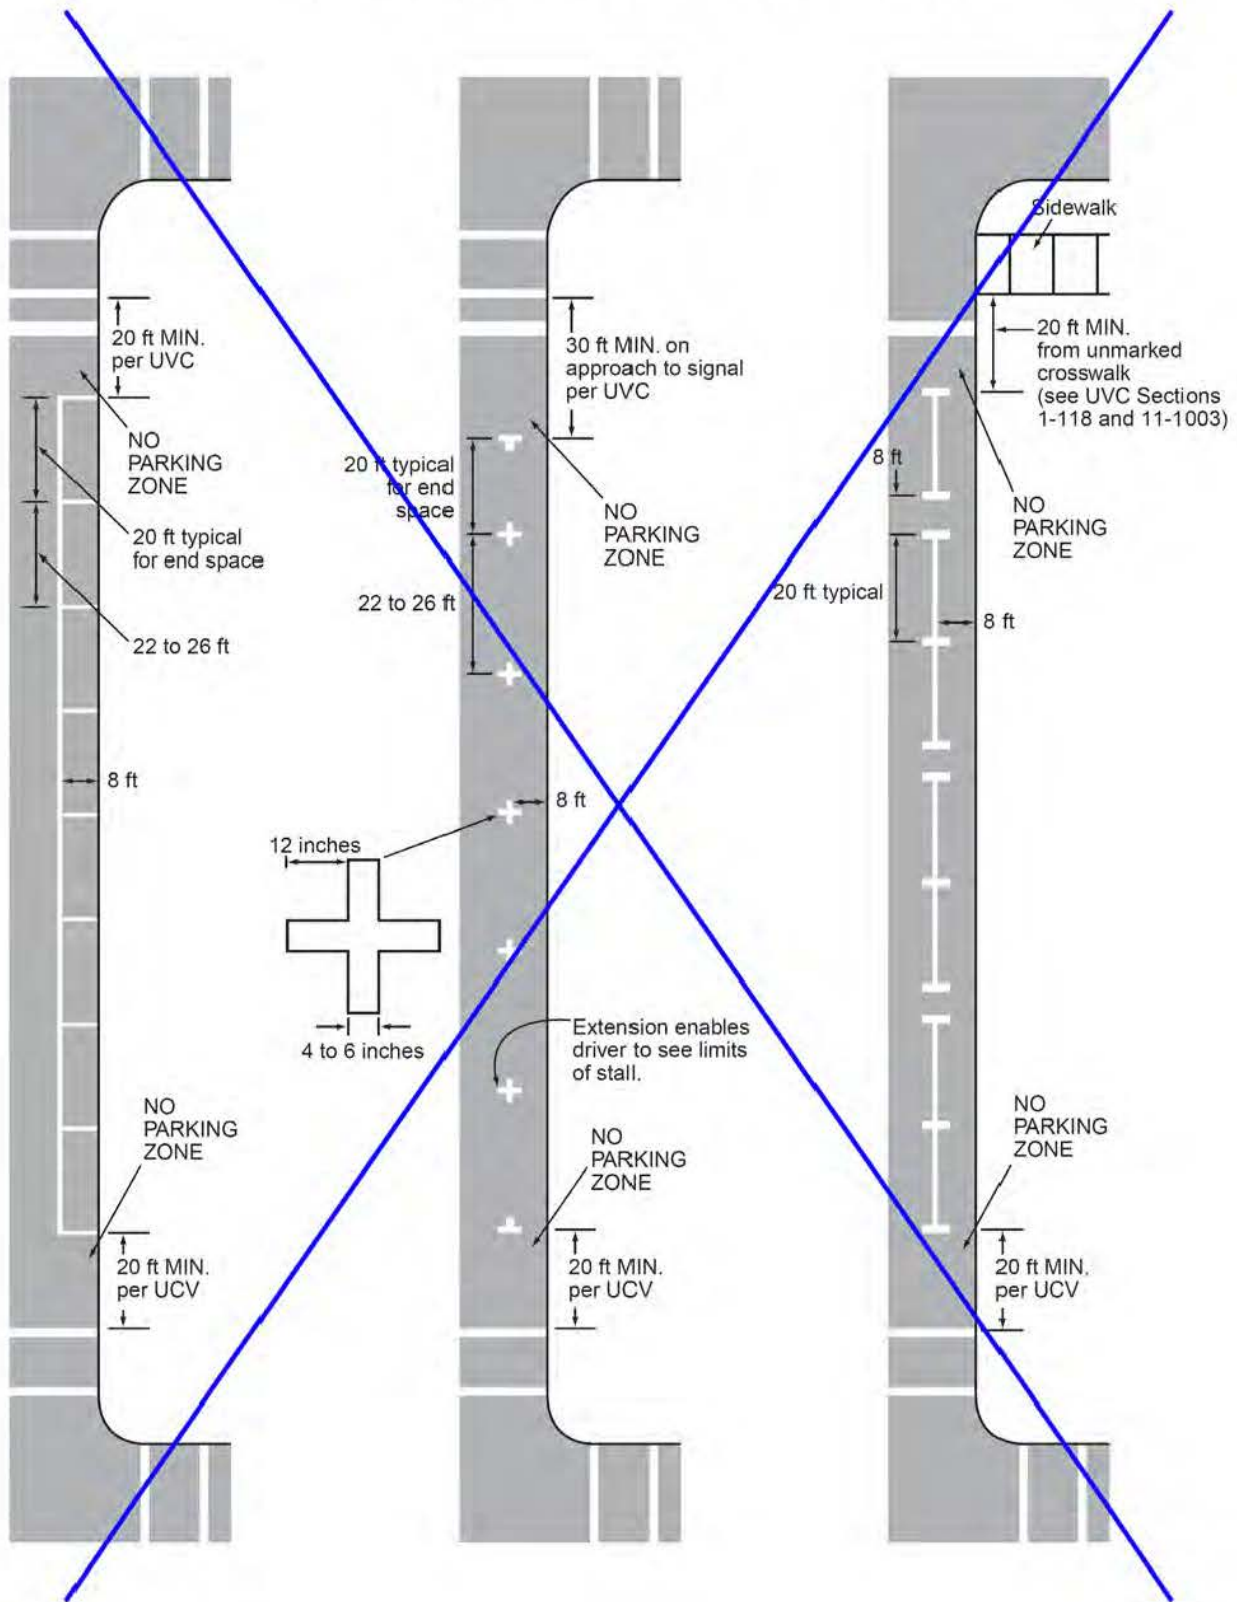 20 ft MIN.
per UVC
NO
PARKING
ZONE
20 ft typical
for end space
22 to 26 ft
8 ft
NO
PARKING
ZONE
20 ft MIN.
per UCV
30 ft MIN. on
approach to signal
per UVC
20 ft typical
for end
space
NO
PARKING
ZONE
22 to 26 ft
8 ft
12 inches
4 to 6 inches
Extension enables
driver to see limits
of stall.
NO
PARKING
ZONE
20 ft MIN.
per UCV
Sidewalk
20 ft MIN.
from unmarked
crosswalk
(see UVC Sections
1-118 and 11-1003)
8 ft
NO
PARKING
ZONE
20 ft typical
8 ft
NO
PARKING
ZONE
20 ft MIN.
per UCV